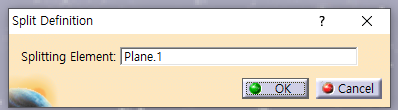 Split Definition
Splitting Element: Plane.1
OK Cancel